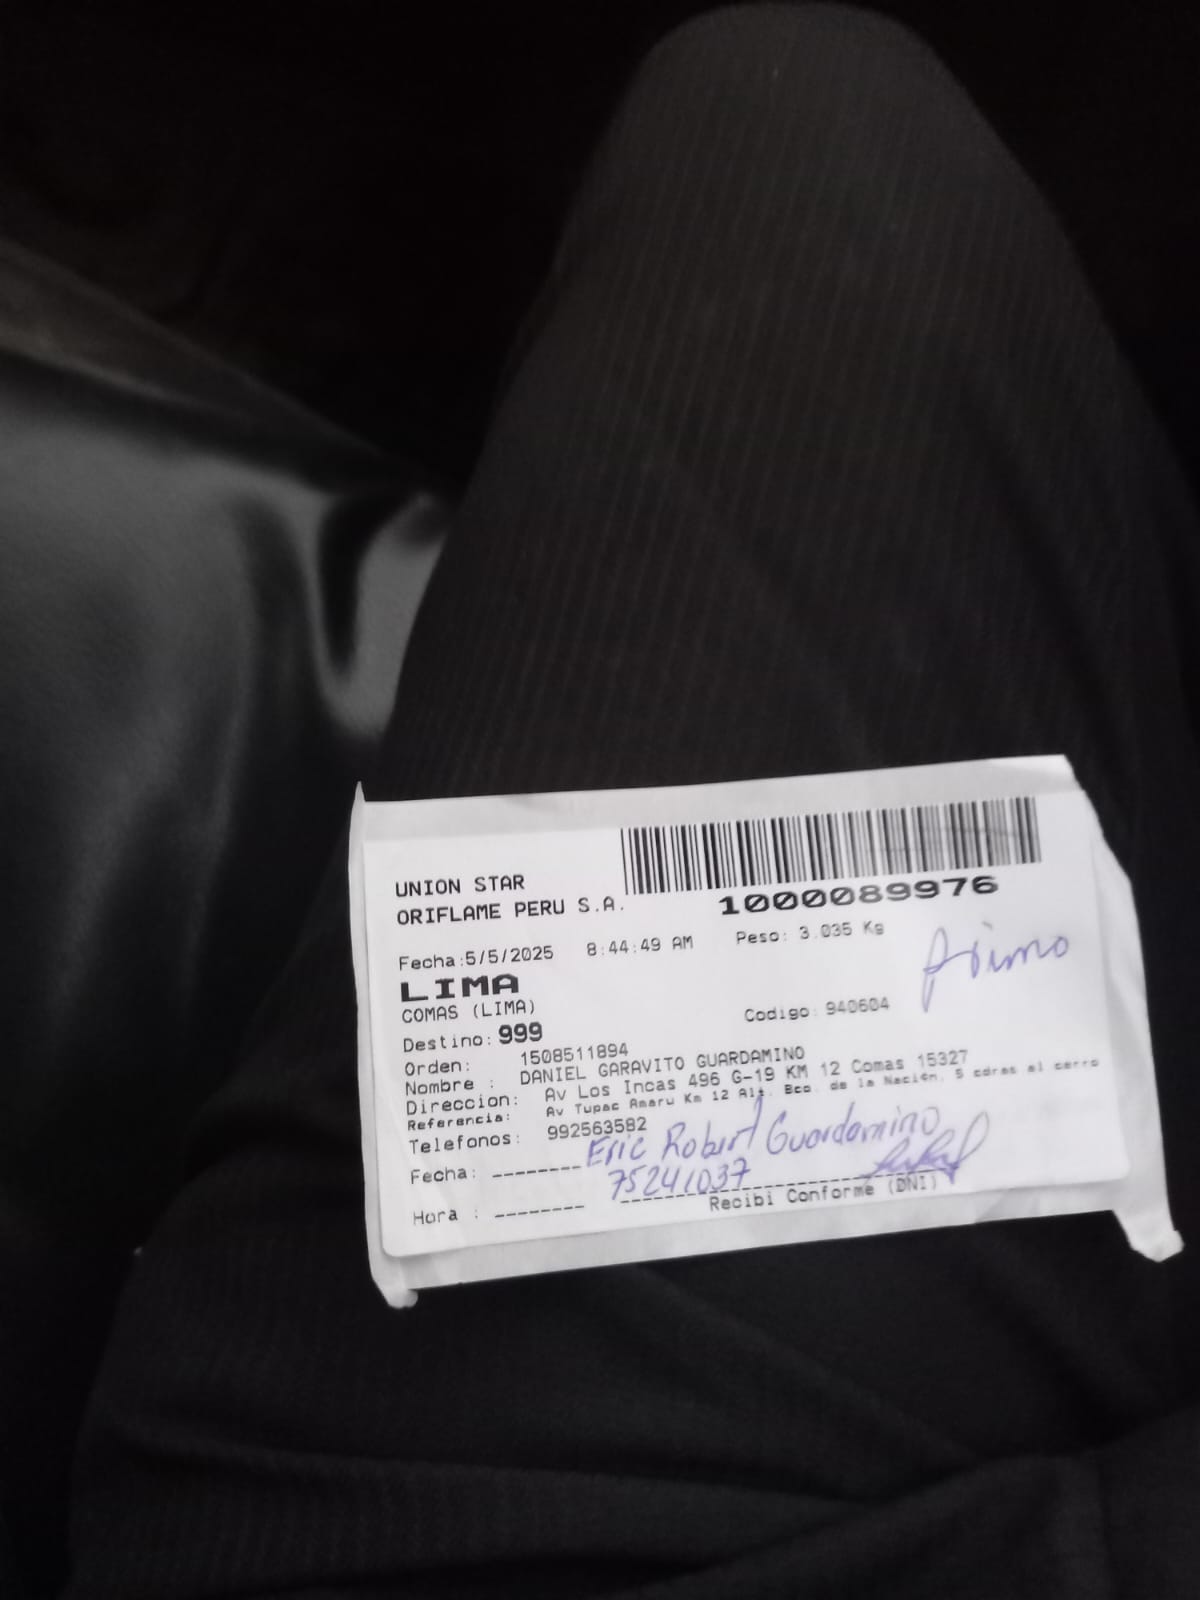 UNION STAR
ORIFLAME PERU S.A.
1000089976
Fecha:5/5/2025 8:44:49 AM Peso: 3.035 Kg
LIMA
primo
COMAS (LIMA)
Destino: 999 Codigo: 940604
Orden: 1508511894
Nombre : DANIEL GARAVITO GUARDAMINO
Direccion: Av Los Incas 496 G-19 KM 12 Comas 15327
Referencia: Av Tupac Amaru Km 12 Alt. Bco. de la Nación, 5 cdras al cerro
Telefonos: 992563582
Eric Robert Guardamino
Fecha: --------
75241037
Hora : --------
Recibi Conforme (DNI)